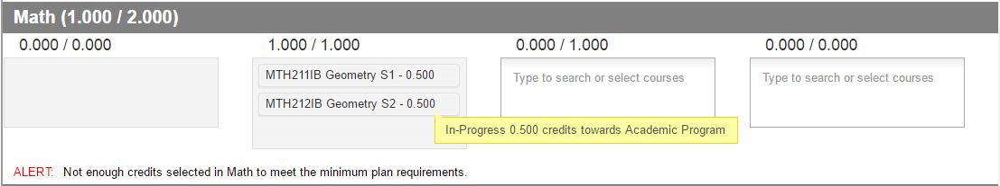 Math (1.000 / 2.000)
0.000 / 0.000
1.000 / 1.000
0.000 / 1.000
0.000 / 0.000
MTH211IB Geometry S1 - 0.500
MTH212IB Geometry S2 - 0.500
Type to search or select courses
Type to search or select courses
In-Progress 0.500 credits towards Academic Program
ALERT: Not enough credits selected in Math to meet the minimum plan requirements.